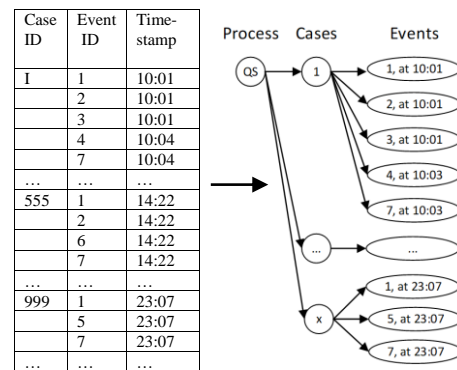 Case Event Time-
ID ID stamp
I 1 10:01
2 10:01
3 10:01
4 10:04
7 10:04
... ... ...
555 1 14:22
2 14:22
6 14:22
7 14:22
... ... ...
999 1 23:07
5 23:07
7 23:07
... ... ...
Process Cases Events
QS 1 1, at 10:01
2, at 10:01
3, at 10:01
4, at 10:03
7, at 10:03
... ...
1, at 23:07
x 5, at 23:07
7, at 23:07